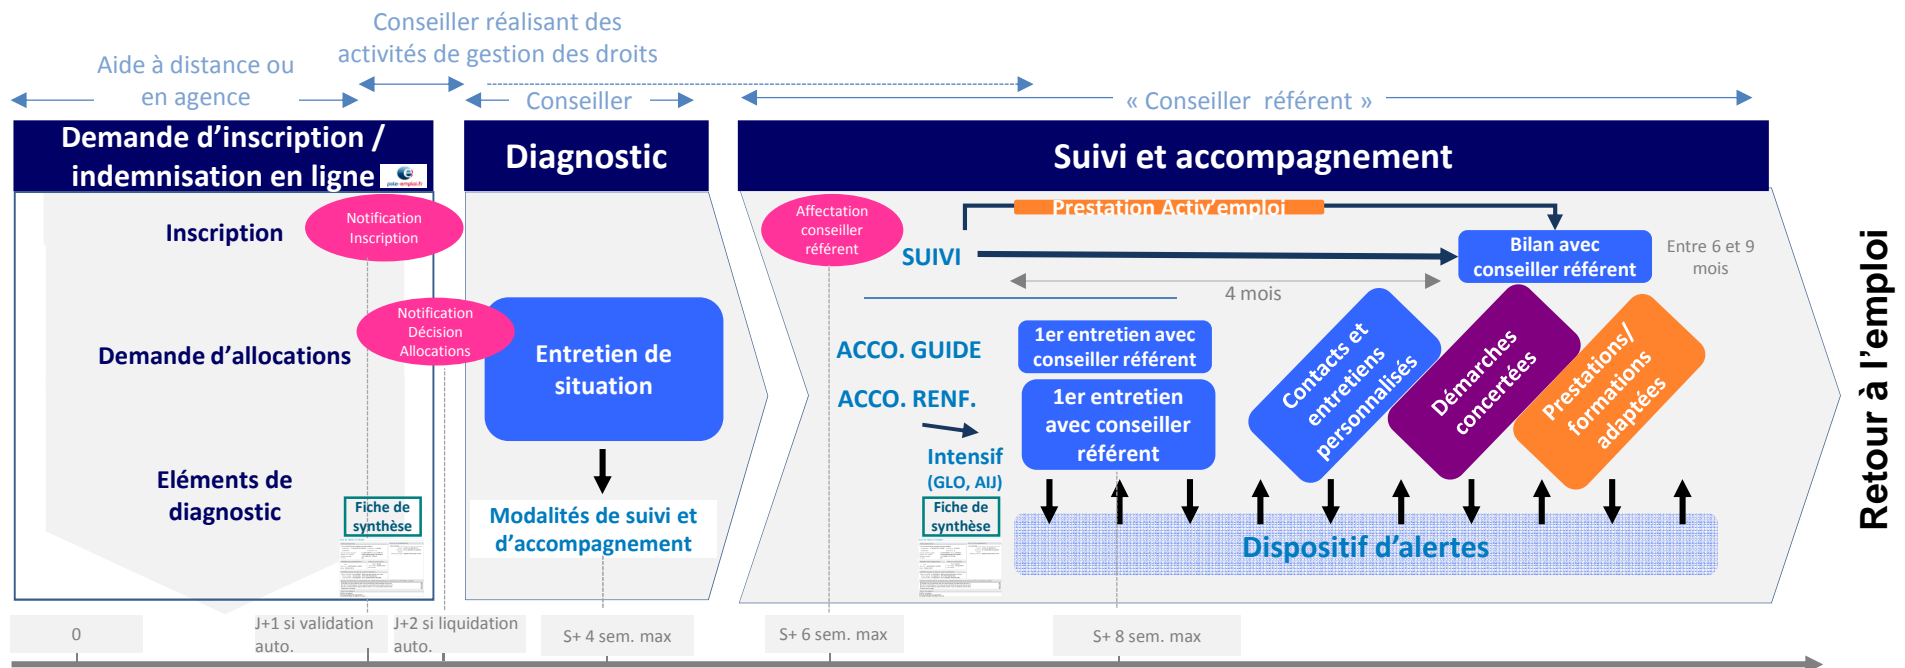 Conseiller réalisant des
activités de gestion des droits
Aide à distance ou
en agence
Conseiller
« Conseiller référent »
Demande d’inscription /
indemnisation en ligne
pole-emploi.fr
Diagnostic
Suivi et accompagnement
Inscription
Notification
Inscription
Demande d’allocations
Notification
Décision
Allocations
Eléments de
diagnostic
Fiche de
synthèse
Entretien de
situation
Modalités de suivi et
d’accompagnement
Affectation
conseiller
référent
Prestation Activ’emploi
SUIVI
Bilan avec
conseiller référent
Entre 6 et 9
mois
4 mois
ACCO. GUIDE
1er entretien avec
conseiller référent
ACCO. RENF.
1er entretien
avec conseiller
référent
Intensif
(GLO, AIJ)
Fiche de
synthèse
Contacts et
entretiens
personnalisés
Démarches
concertées
Prestations/
formations
adaptées
Dispositif d’alertes
Retour à l’emploi
0
J+1 si validation
auto.
J+2 si liquidation
auto.
S+ 4 sem. max
S+ 6 sem. max
S+ 8 sem. max